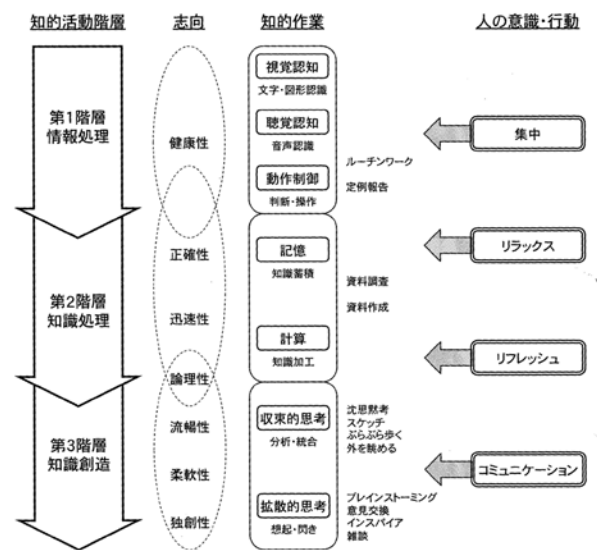 知的活動階層
志向
知的作業
人の意識・行動
第1階層
情報処理
健康性
視覚認知
文字・図形認識
聴覚認知
音声認識
動作制御
判断・操作
ルーチンワーク
定例報告
集中
第2階層
知識処理
正確性
迅速性
論理性
記憶
知識蓄積
計算
知識加工
資料調査
資料作成
リラックス
リフレッシュ
第3階層
知識創造
流暢性
柔軟性
独創性
収束的思考
分析・統合
拡散的思考
想起・閃き
沈思黙考
スケッチ
ぶらぶら歩く
外を眺める
ブレインストーミング
意見交換
インスパイア
雑談
コミュニケーション